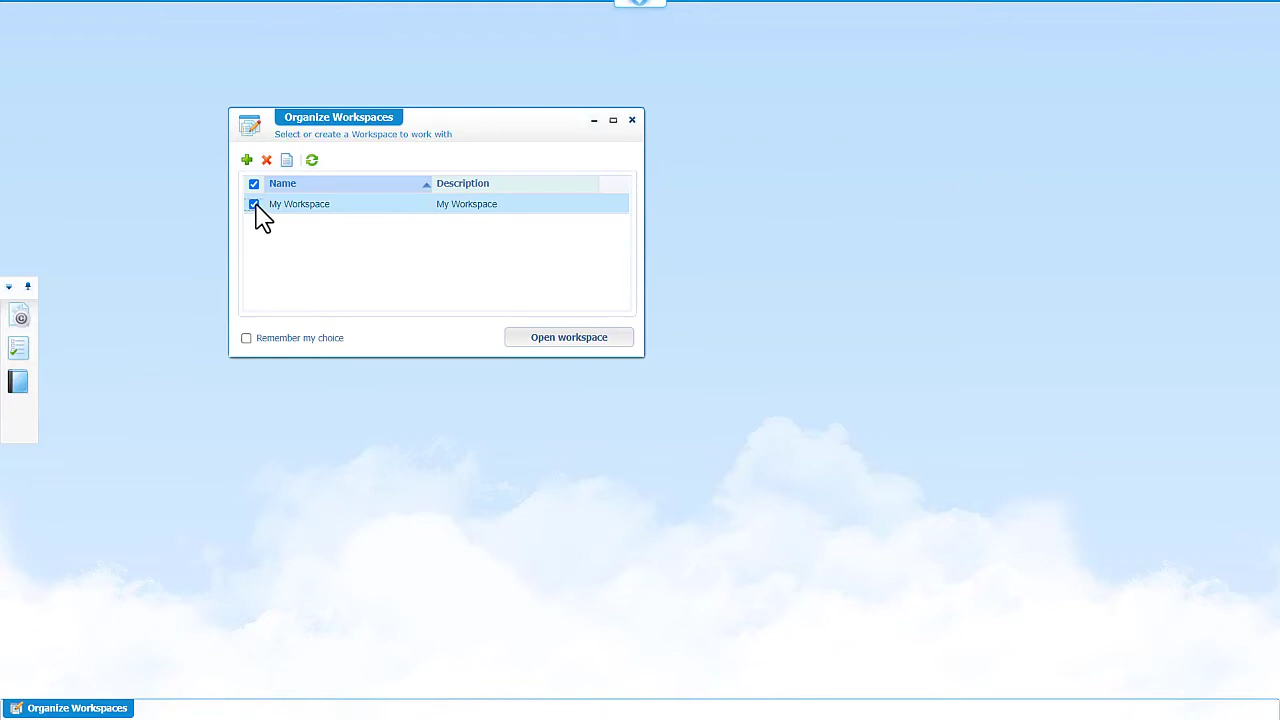 Organize Workspaces
Select or create a Workspace to work with
Name Description
My Workspace My Workspace
Remember my choice Open workspace
Organize Workspaces